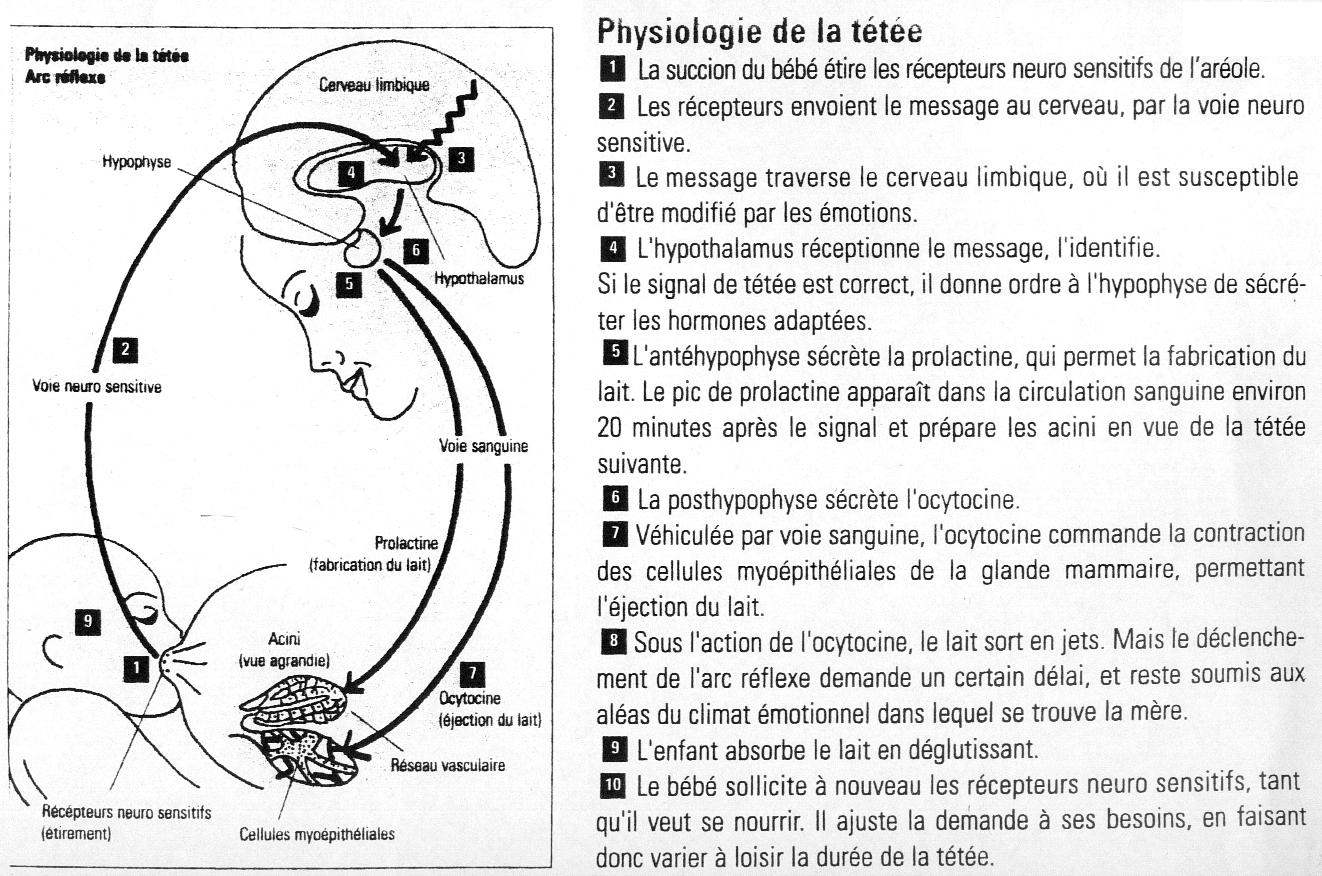 Physiologie de la tétée
Arc réflexe
Cerveau limbique
Hypophyse
3
4
6
5
Hypothalamus
2
Voie neuro sensitive
Voie sanguine
Prolactine
(fabrication du lait)
9
1
Acini
(vue agrandie)
7
Ocytocine
(éjection du lait)
Réseau vasculaire
Récépteurs neuro sensitifs
(étirement)
Cellules myoépithéliales
Physiologie de la tétée
1 La succion du bébé étire les récepteurs neuro sensitifs de l'aréole.
2 Les récepteurs envoient le message au cerveau, par la voie neuro
sensitive.
3 Le message traverse le cerveau limbique, où il est susceptible
d'être modifié par les émotions.
4 L'hypothalamus réceptionne le message, l'identifie.
Si le signal de tétée est correct, il donne ordre à l'hypophyse de sécré-
ter les hormones adaptées.
5 L'antéhypophyse sécrète la prolactine, qui permet la fabrication du
lait. Le pic de prolactine apparaît dans la circulation sanguine environ
20 minutes après le signal et prépare les acini en vue de la tétée
suivante.
6 La posthypophyse sécrète l'ocytocine.
7 Véhiculée par voie sanguine, l'ocytocine commande la contraction
des cellules myoépithéliales de la glande mammaire, permettant
l'éjection du lait.
8 Sous l'action de l'ocytocine, le lait sort en jets. Mais le déclenche-
ment de l'arc réflexe demande un certain délai, et reste soumis aux
aléas du climat émotionnel dans lequel se trouve la mère.
9 L'enfant absorbe le lait en déglutissant.
10 Le bébé sollicite à nouveau les récepteurs neuro sensitifs, tant
qu'il veut se nourrir. Il ajuste la demande à ses besoins, en faisant
donc varier à loisir la durée de la tétée.